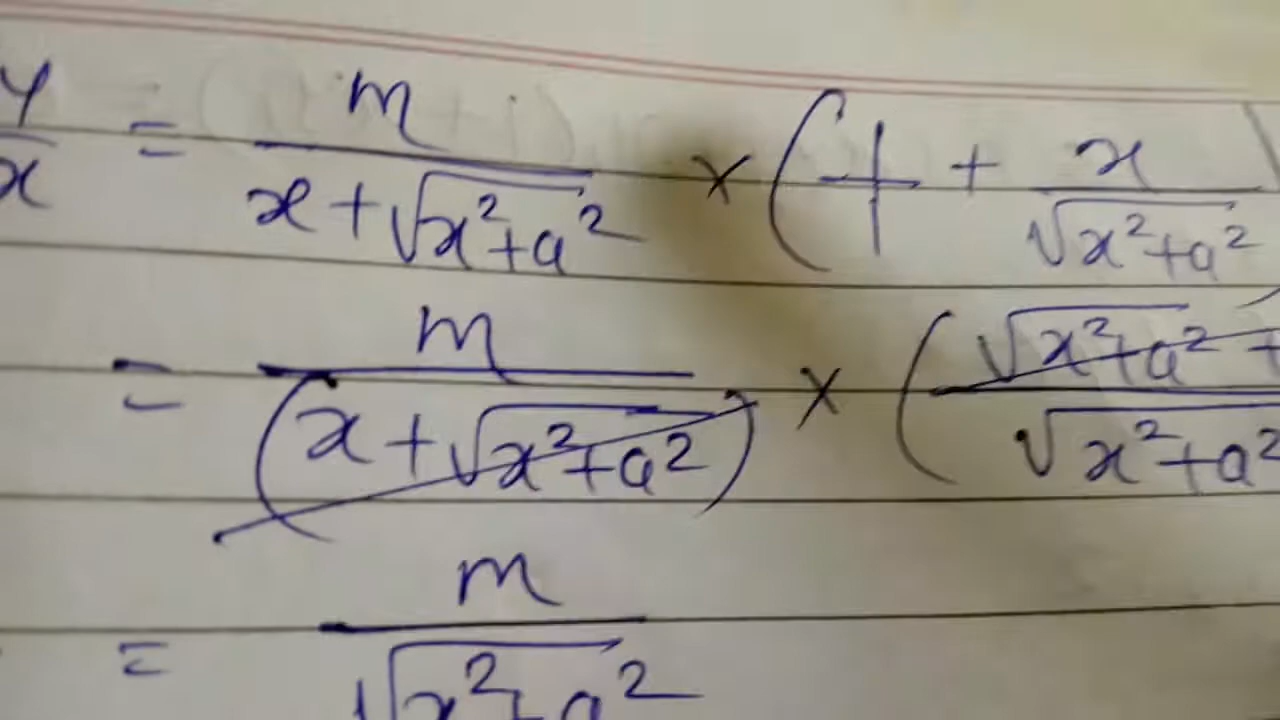 y/x = m/(x+√(x²+a²)) × (1 + x/√(x²+a²)
= m/(x+√(x²+a²)) × (√(x²+a²) +/√(x²+a²)
= m/√(x²+a²)